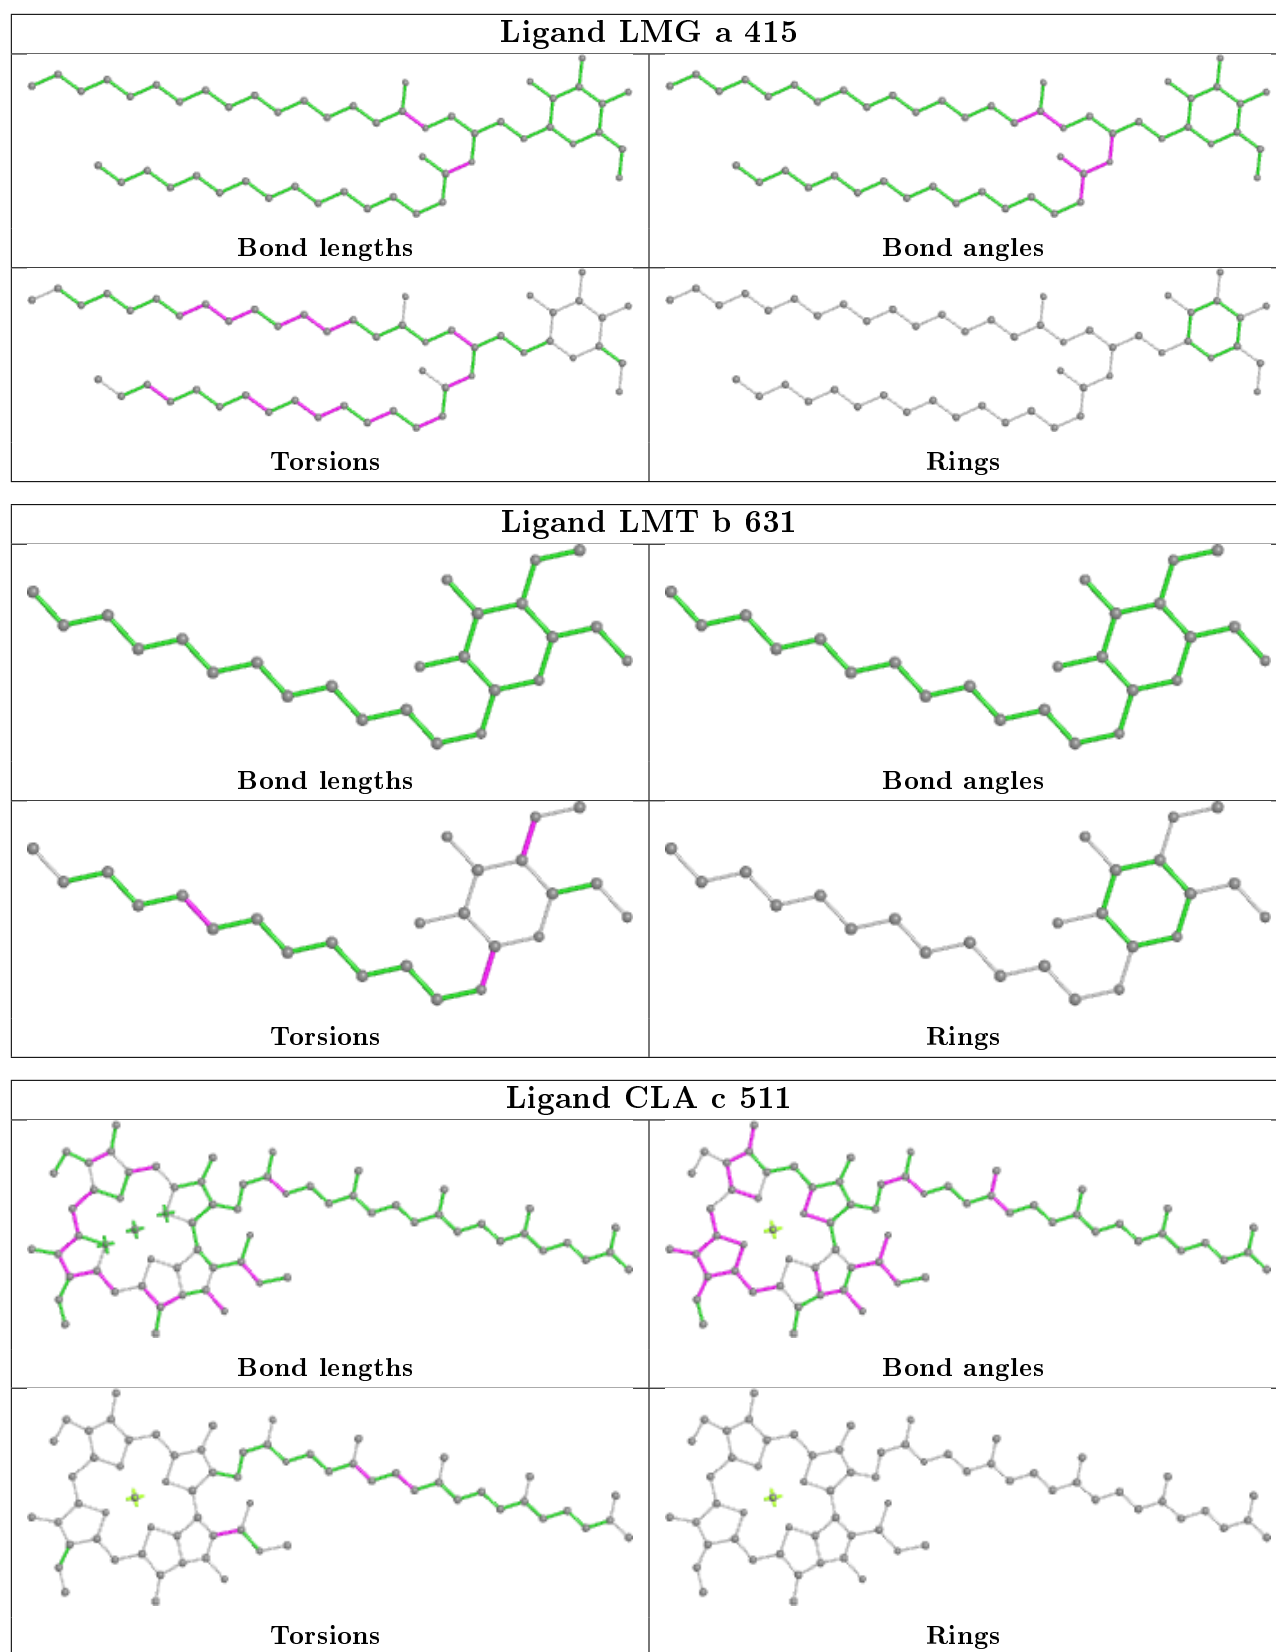 Ligand LMG a 415
Bond lengths
Bond angles
Torsions
Rings
Ligand LMT b 631
Bond lengths
Bond angles
Torsions
Rings
Ligand CLA c 511
Bond lengths
Bond angles
Torsions
Rings